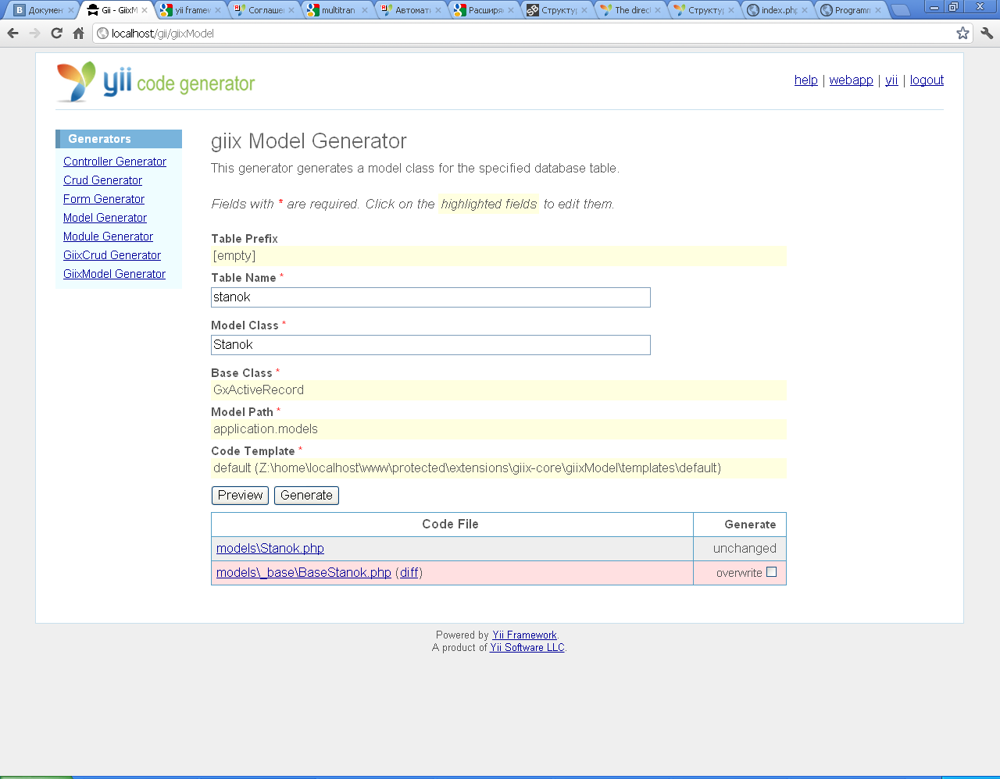 Докумен
Gii - GiixM
yii framew
Соглашен
multitran
Автомати
Расширя
Структур
The direc
Структур
index.php
Programm
localhost/gii/giixModel
yii code generator
help | webapp | yii | logout
Generators
Controller Generator
Crud Generator
Form Generator
Model Generator
Module Generator
GiixCrud Generator
GiixModel Generator
giix Model Generator
This generator generates a model class for the specified database table.
Fields with * are required. Click on the highlighted fields to edit them.
Table Prefix
[empty]
Table Name *
stanok
Model Class *
Stanok
Base Class *
GxActiveRecord
Model Path *
application.models
Code Template *
default (Z:\home\localhost\www\protected\extensions\giix-core\giixModel\templates\default)
Preview Generate
Code File Generate
models\Stanok.php unchanged
models\_base\BaseStanok.php (diff) overwrite
Powered by Yii Framework.
A product of Yii Software LLC.